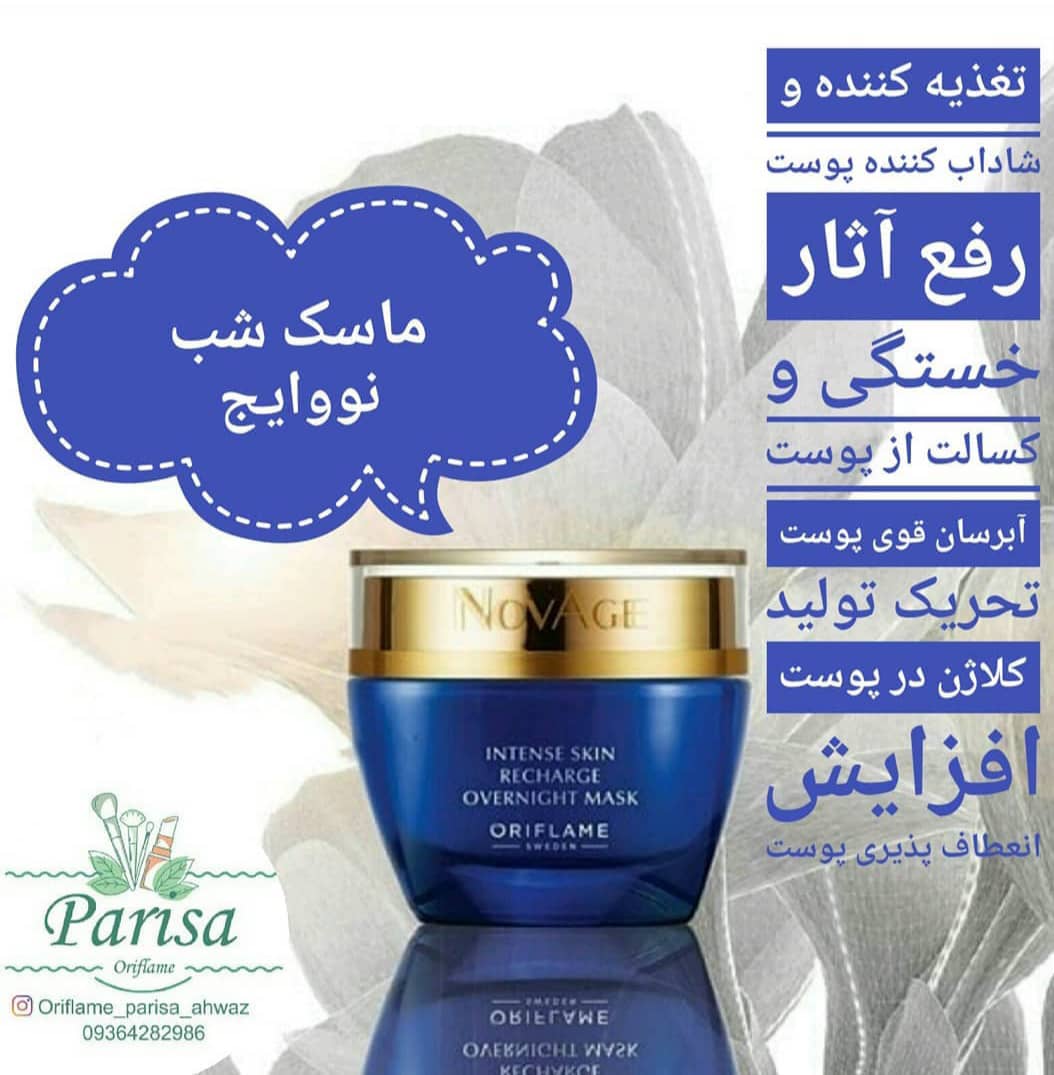 تغذیه کننده و
شاداب کننده پوست
رفع آثار
خستگی و
کسالت از پوست
آبرسان قوی پوست
تحریک تولید
کلاژن در پوست
افزایش
انعطاف پذیری پوست
ماسک شب
نووایج
NOVAGE
INTENSE SKIN
RECHARGE
OVERNIGHT MASK
ORIFLAME
SWEDEN
Parisa
Oriflame
Oriflame_parisa_ahwaz
09364282986